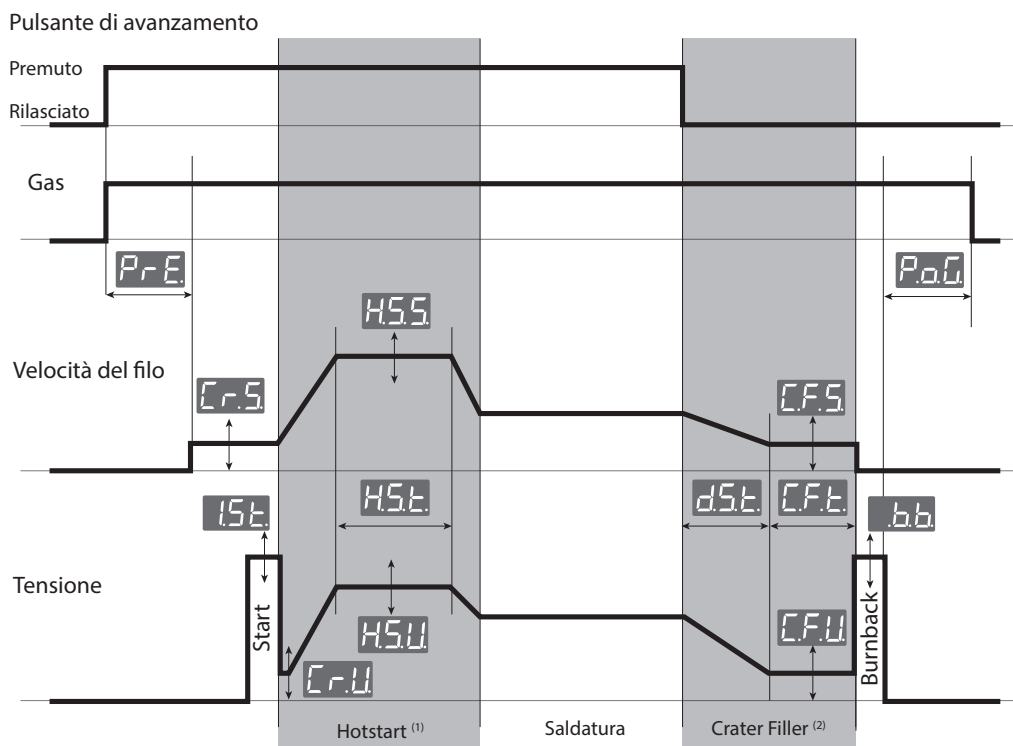 Pulsante di avanzamento
Premuto
Rilasciato
Gas
PrE.
P.o.G.
H.S.S.
Velocità del filo
Cr.S.
C.F.S.
1.St.
H.S.t.
d.S.t.
C.F.t.
.b.b.
Tensione
Start
H.S.U.
C.F.U.
Burnback
Cr.U.
Hotstart (1)
Saldatura
Crater Filler (2)